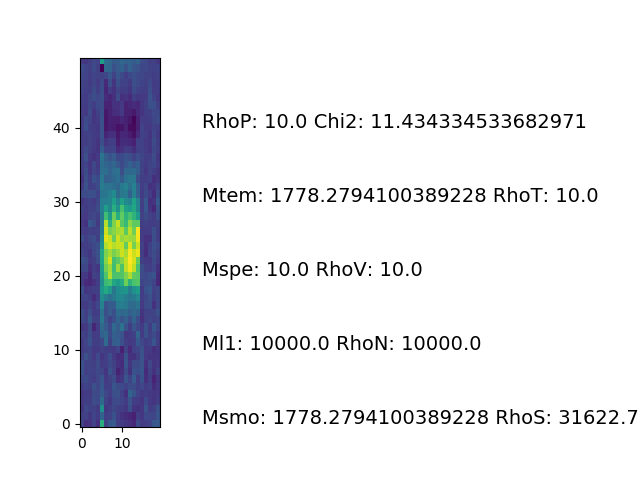 40
RhoP: 10.0 Chi2: 11.434334533682971
30
Mtem: 1778.2794100389228 RhoT: 10.0
20
Mspe: 10.0 RhoV: 10.0
10
Ml1: 10000.0 RhoN: 10000.0
0
Msmo: 1778.2794100389228 RhoS: 31622.7
0 10